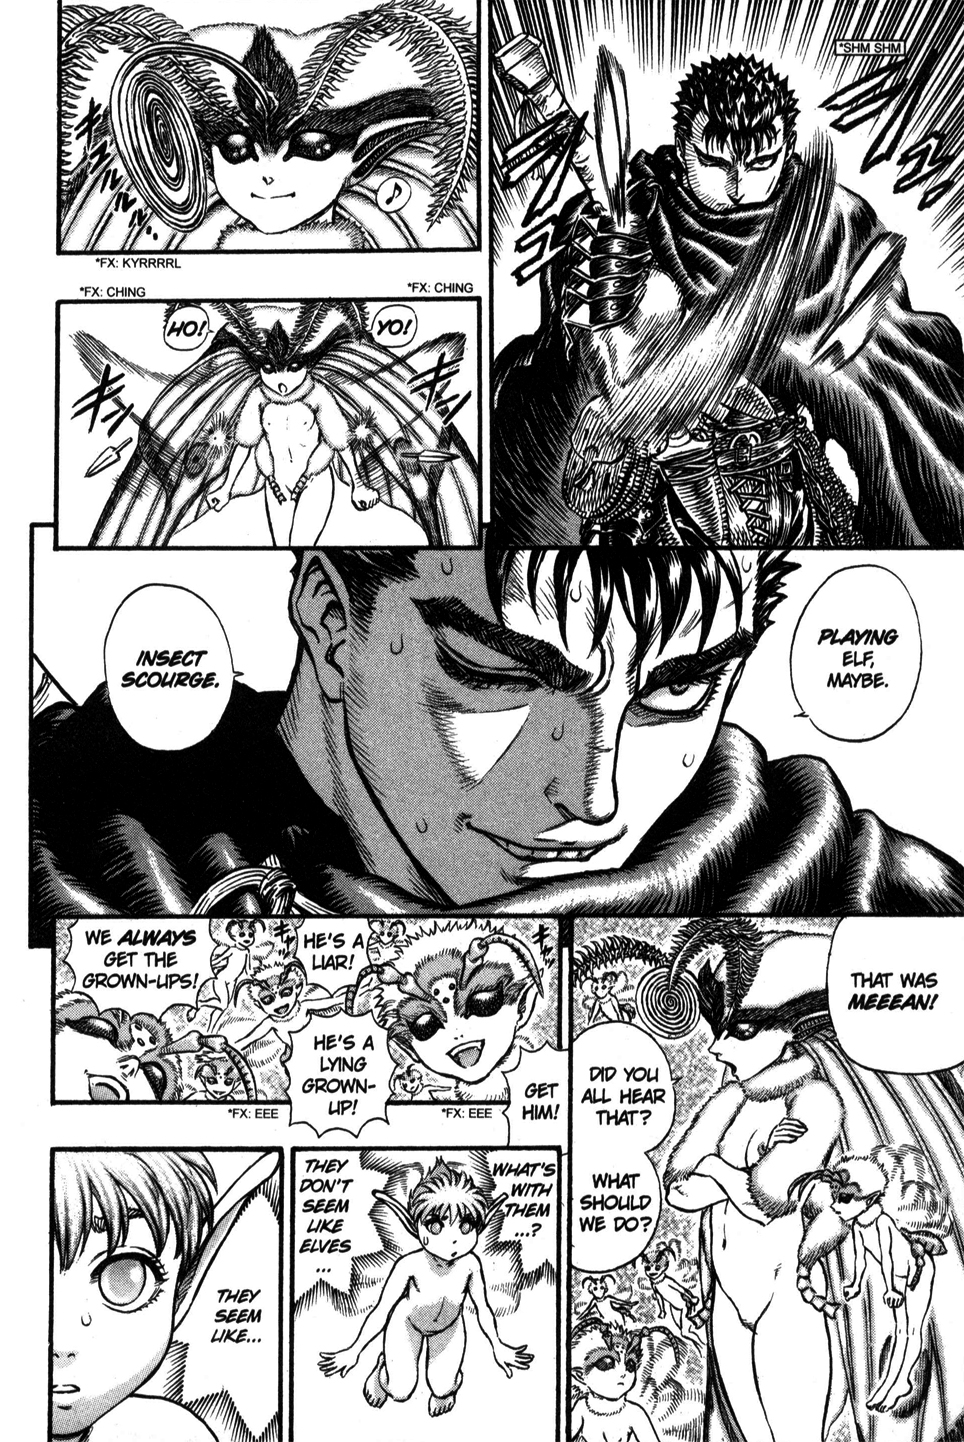 *SHM SHM
*FX: KYRRRRL
*FX: CHING
*FX: CHING
YO!
HO!
PLAYING
ELF,
MAYBE.
INSECT
SCOURGE.
THAT WAS
MEEEAN!
DID YOU
ALL HEAR
THAT?
WHAT
SHOULD
WE DO?
HE'S A
LIAR!
WE ALWAYS
GET THE
GROWN-UPS!
HE'S A
LYING
GROWN-
UP!
GET
HIM!
*FX: EEE
*FX: EEE
WHAT'S
WITH
THEM
...?
THEY
DON'T
SEEM
LIKE
ELVES
...
THEY
SEEM
LIKE...